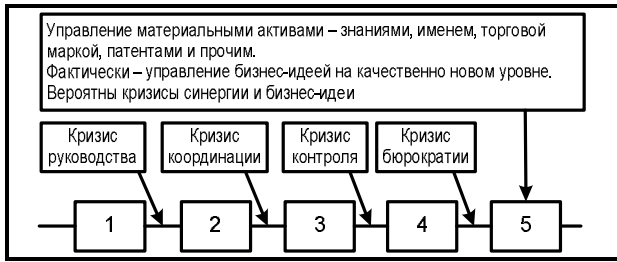 Управление материальными активами – знаниями, именем, торговой
маркой, патентами и прочим.
Фактически – управление бизнес-идеей на качественно новом уровне.
Вероятны кризисы синергии и бизнес-идеи
Кризис
руководства
Кризис
координации
Кризис
контроля
Кризис
бюрократии
1
2
3
4
5